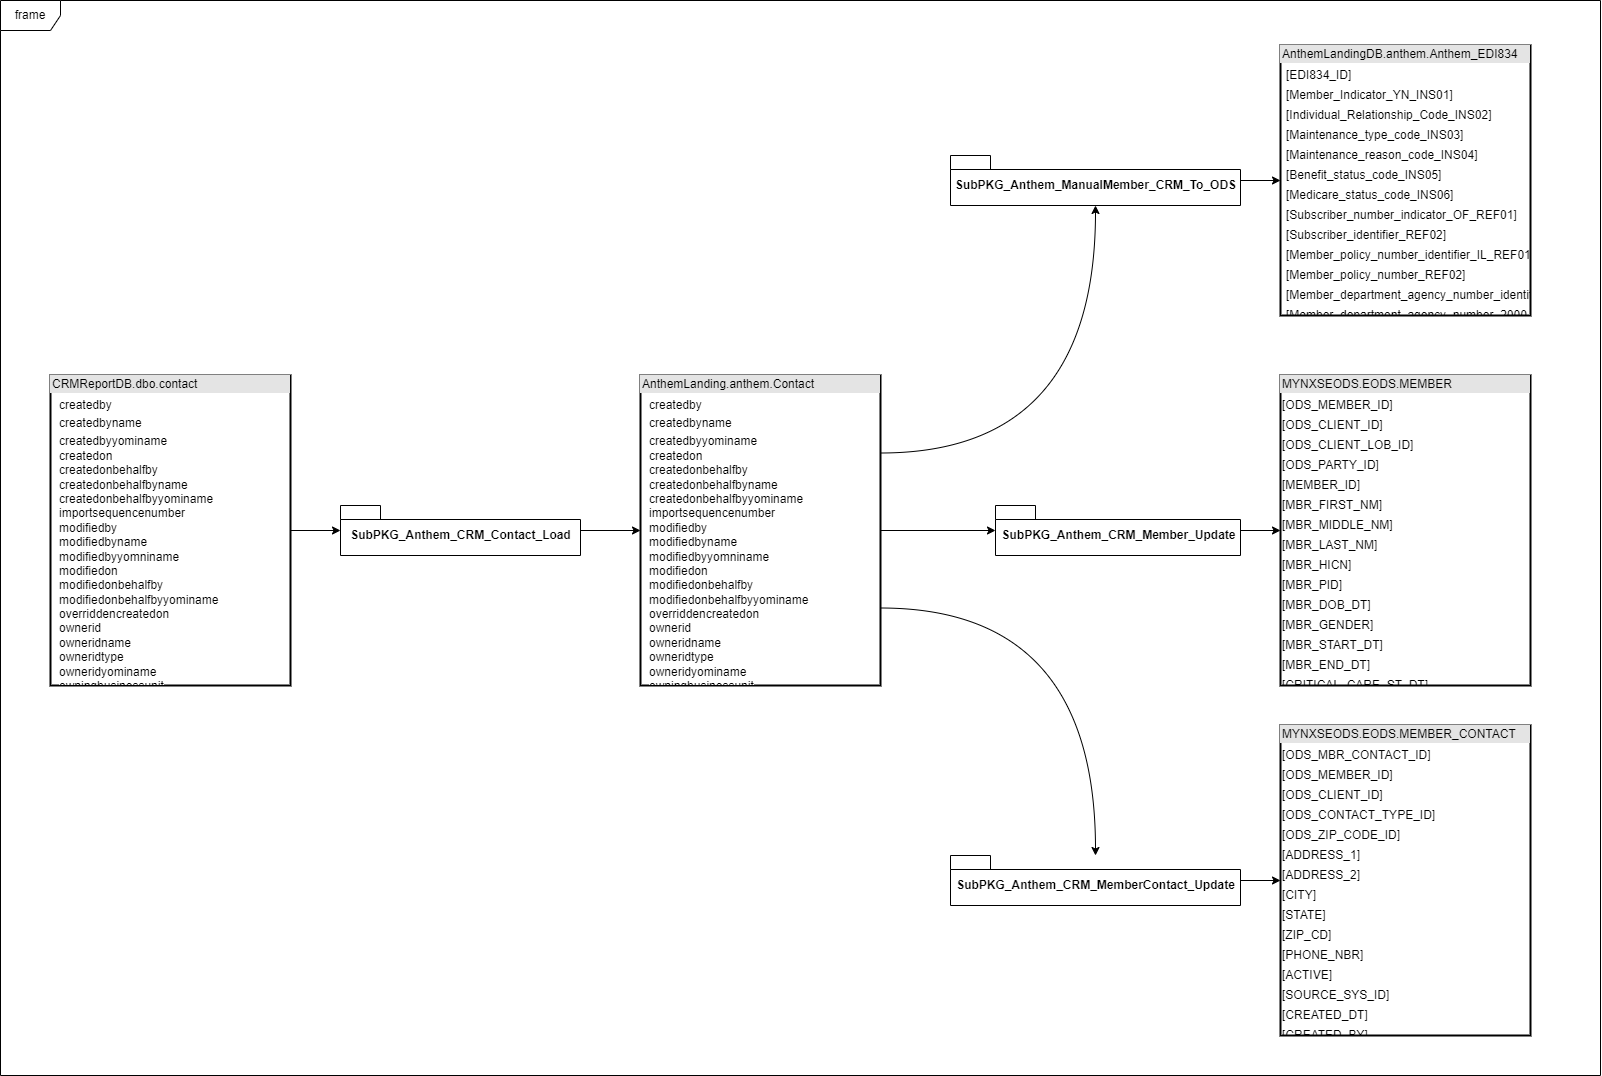 frame
AnthemLandingDB.anthem.Anthem_EDI834
[EDI834_ID]
[Member_Indicator_YN_INS01]
[Individual_Relationship_Code_INS02]
[Maintenance_type_code_INS03]
[Maintenance_reason_code_INS04]
[Benefit_status_code_INS05]
[Medicare_status_code_INS06]
[Subscriber_number_indicator_OF_REF01]
[Subscriber_identifier_REF02]
[Member_policy_number_identifier_IL_REF01
[Member_policy_number_REF02]
[Member_department_agency_number_identi
[Member_department_agency_number_2000
SubPKG_Anthem_ManualMember_CRM_To_ODS
CRMReportDB.dbo.contact
createdby
createdbyname
createdbyyominame
createdon
createdonbehalfby
createdonbehalfbyname
createdonbehalfbyyominame
importsequencenumber
modifiedby
modifiedbyname
modifiedbyyomniname
modifiedon
modifiedonbehalfby
modifiedonbehalfbyyominame
overriddencreatedon
ownerid
owneridname
owneridtype
owneridyominame
owningbusinessunit
SubPKG_Anthem_CRM_Contact_Load
AnthemLanding.anthem.Contact
createdby
createdbyname
createdbyyominame
createdon
createdonbehalfby
createdonbehalfbyname
createdonbehalfbyyominame
importsequencenumber
modifiedby
modifiedbyname
modifiedbyyomniname
modifiedon
modifiedonbehalfby
modifiedonbehalfbyyominame
overriddencreatedon
ownerid
owneridname
owneridtype
owneridyominame
owningbusinessunit
SubPKG_Anthem_CRM_Member_Update
MYNXSEODS.EODS.MEMBER
[ODS_MEMBER_ID]
[ODS_CLIENT_ID]
[ODS_CLIENT_LOB_ID]
[ODS_PARTY_ID]
[MEMBER_ID]
[MBR_FIRST_NM]
[MBR_MIDDLE_NM]
[MBR_LAST_NM]
[MBR_HICN]
[MBR_PID]
[MBR_DOB_DT]
[MBR_GENDER]
[MBR_START_DT]
[MBR_END_DT]
[CRITICAL_CARE_ST_DT]
SubPKG_Anthem_CRM_MemberContact_Update
MYNXSEODS.EODS.MEMBER_CONTACT
[ODS_MBR_CONTACT_ID]
[ODS_MEMBER_ID]
[ODS_CLIENT_ID]
[ODS_CONTACT_TYPE_ID]
[ODS_ZIP_CODE_ID]
[ADDRESS_1]
[ADDRESS_2]
[CITY]
[STATE]
[ZIP_CD]
[PHONE_NBR]
[ACTIVE]
[SOURCE_SYS_ID]
[CREATED_DT]
[CREATED_BY]